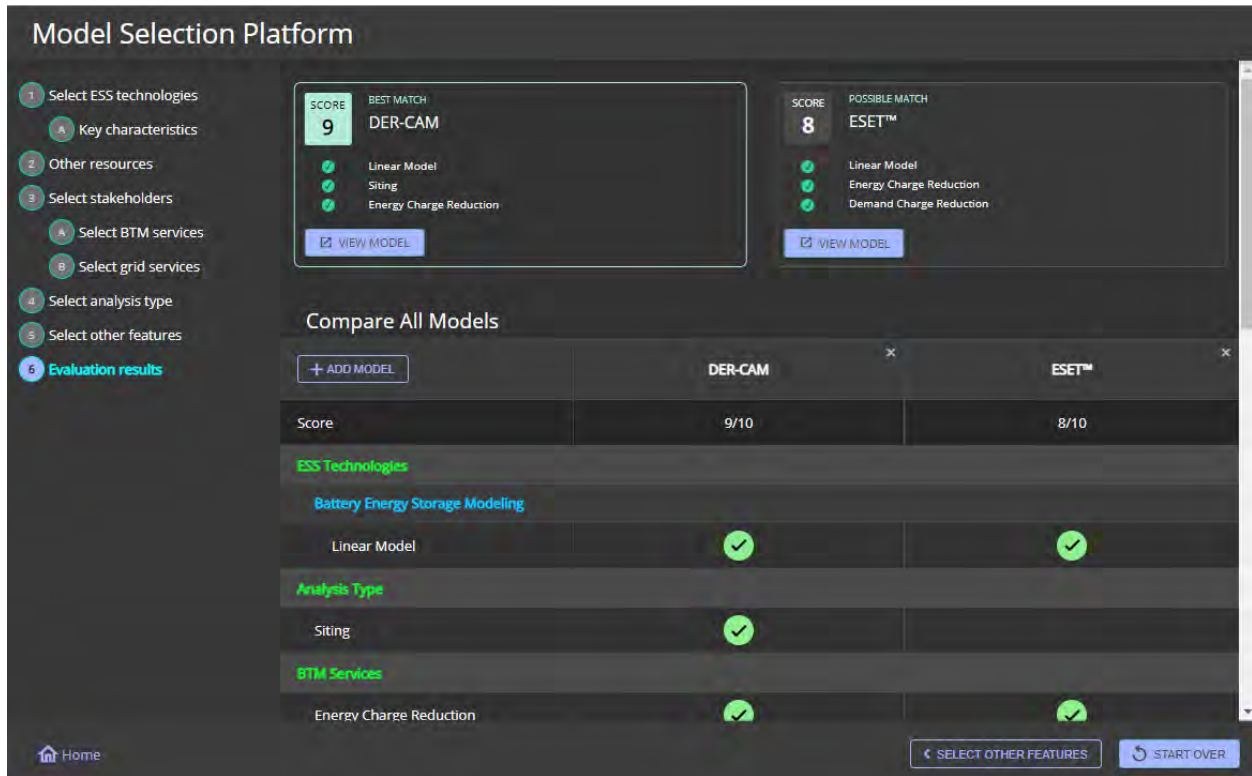 Model Selection Platform
1 Select ESS technologies
A Key characteristics
2 Other resources
3 Select stakeholders
A Select BTM services
B Select grid services
4 Select analysis type
5 Select other features
6 Evaluation results
SCORE
9
BEST MATCH
DER-CAM
Linear Model
Siting
Energy Charge Reduction
VIEW MODEL
SCORE
8
POSSIBLE MATCH
ESET™
Linear Model
Energy Charge Reduction
Demand Charge Reduction
VIEW MODEL
Compare All Models
+ ADD MODEL DER-CAM × ESET™ ×
Score 9/10 8/10
ESS Technologies
Battery Energy Storage Modeling
Linear Model
Analysis Type
Siting
BTM Services
Energy Charge Reduction
Home
SELECT OTHER FEATURES
START OVER